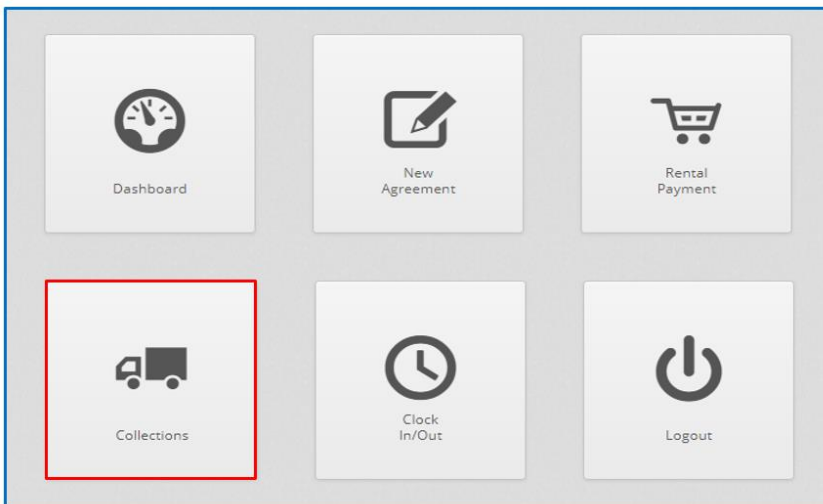 Dashboard
New
Agreement
Rental
Payment
Collections
Clock
In/Out
Logout